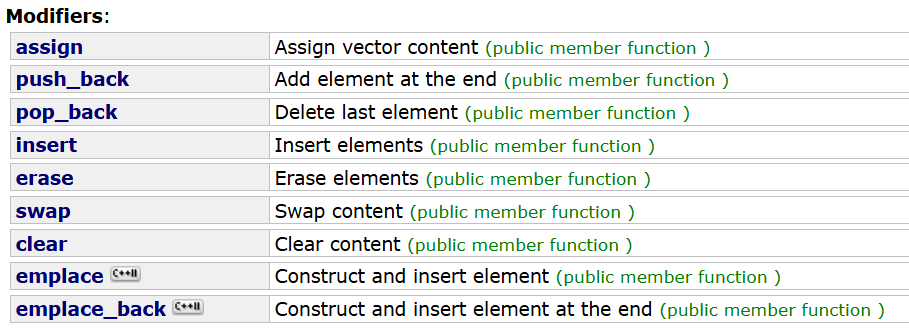 Modifiers:
assign Assign vector content (public member function )
push_back Add element at the end (public member function )
pop_back Delete last element (public member function )
insert Insert elements (public member function )
erase Erase elements (public member function )
swap Swap content (public member function )
clear Clear content (public member function )
emplace C++11 Construct and insert element (public member function )
emplace_back C++11 Construct and insert element at the end (public member function )